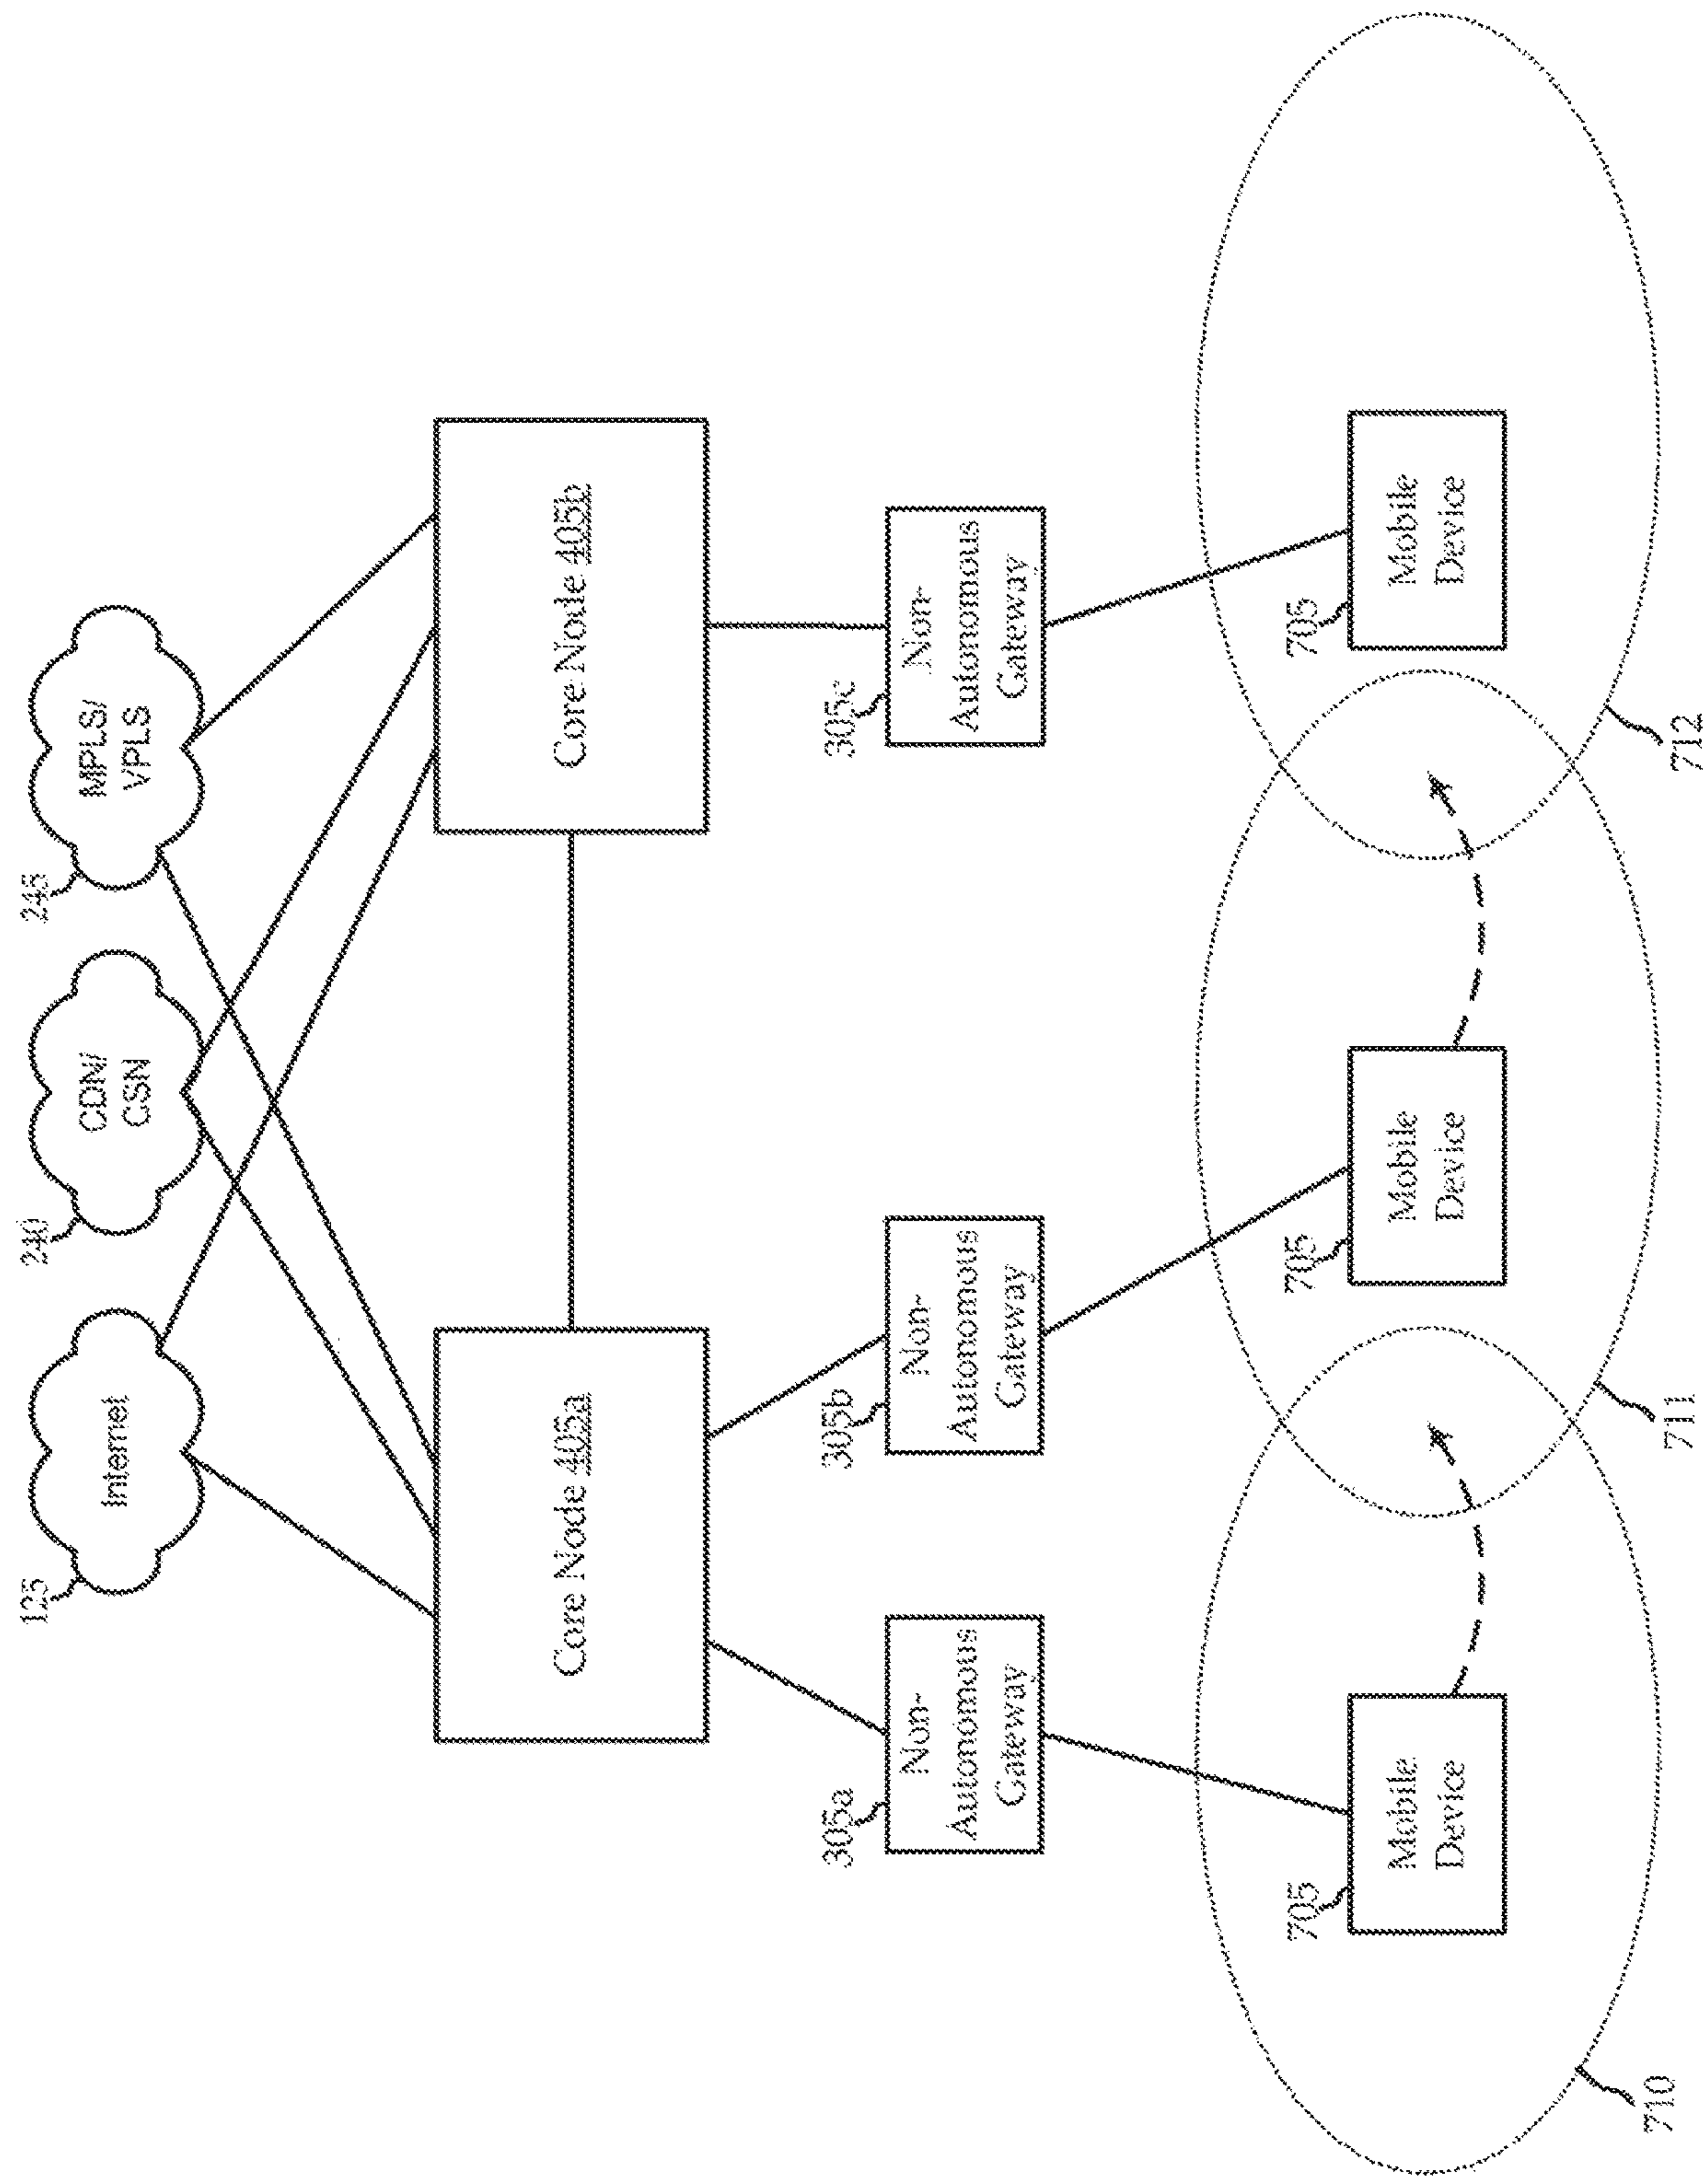 125
Internet
240
CDN/
GSN
245
MPLS/
VPLS
Core Node 405a
Core Node 405b
305a
Non-
Autonomous
Gateway
305b
Non-
Autonomous
Gateway
305c
Non-
Autonomous
Gateway
705
Mobile
Device
705
Mobile
Device
705
Mobile
Device
710
711
712